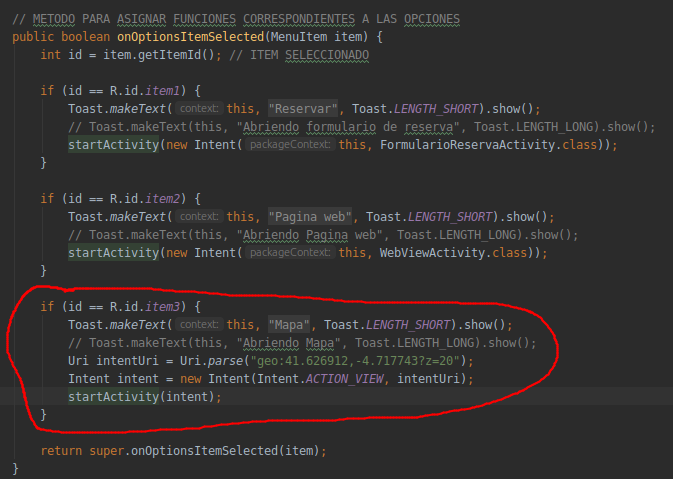 // METODO PARA ASIGNAR FUNCIONES CORRESPONDIENTES A LAS OPCIONES
public boolean onOptionsItemSelected(MenuItem item) {
    int id = item.getItemId(); // ITEM SELECCIONADO

    if (id == R.id.item1) {
        Toast.makeText( context: this, "Reservar", Toast.LENGTH_SHORT).show();
        // Toast.makeText(this, "Abriendo formulario de reserva", Toast.LENGTH_LONG).show();
        startActivity(new Intent( packageContext: this, FormularioReservaActivity.class));
    }

    if (id == R.id.item2) {
        Toast.makeText( context: this, "Pagina web", Toast.LENGTH_SHORT).show();
        // Toast.makeText(this, "Abriendo Pagina web", Toast.LENGTH_LONG).show();
        startActivity(new Intent( packageContext: this, WebViewActivity.class));
    }

    if (id == R.id.item3) {
        Toast.makeText( context: this, "Mapa", Toast.LENGTH_SHORT).show();
        // Toast.makeText(this, "Abriendo Mapa", Toast.LENGTH_LONG).show();
        Uri intentUri = Uri.parse("geo:41.626912,-4.717743?z=20");
        Intent intent = new Intent(Intent.ACTION_VIEW, intentUri);
        startActivity(intent);
    }

    return super.onOptionsItemSelected(item);
}